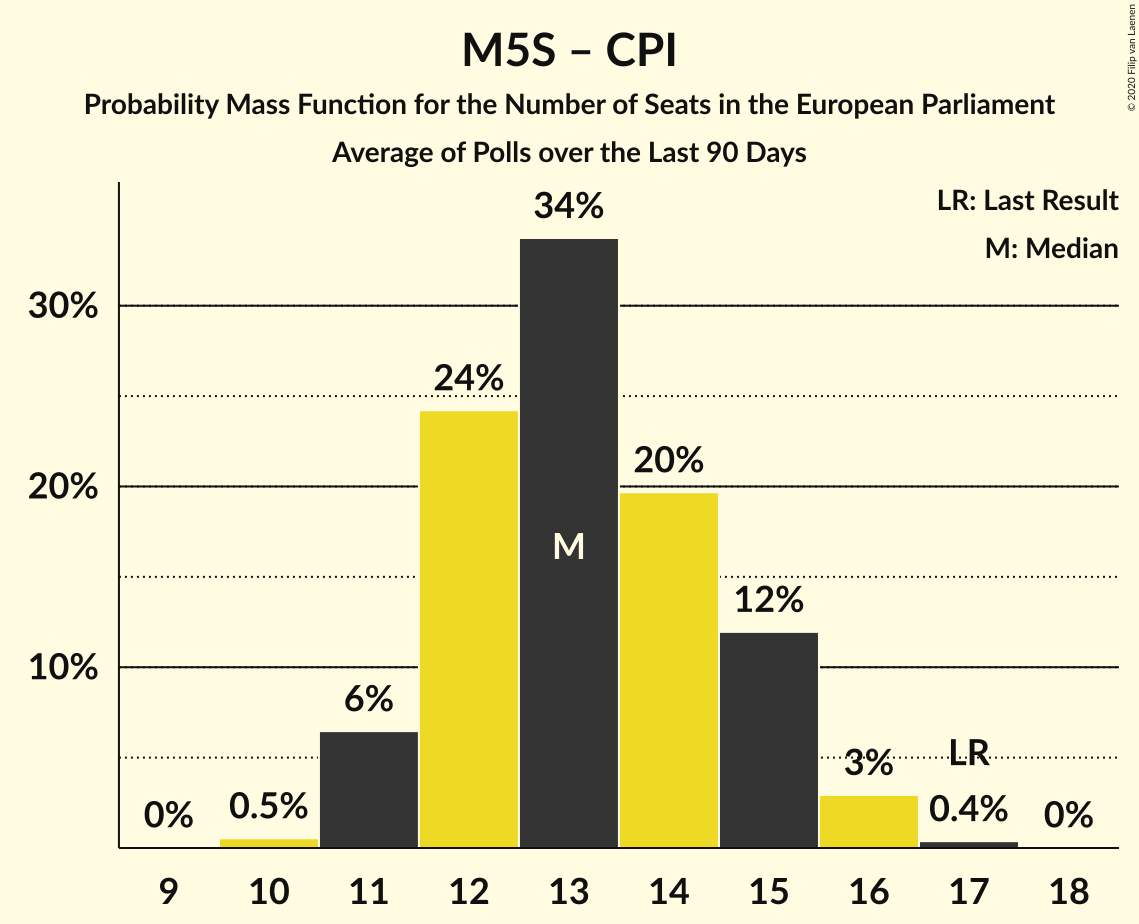 M5S – CPI
Probability Mass Function for the Number of Seats in the European Parliament
Average of Polls over the Last 90 Days
© 2020 Filip van Laenen
LR: Last Result
M: Median
34%
30%
24%
20%
20%
M
12%
10%
6%
3%
LR
0%
0.5%
0.4%
0%
9 10 11 12 13 14 15 16 17 18